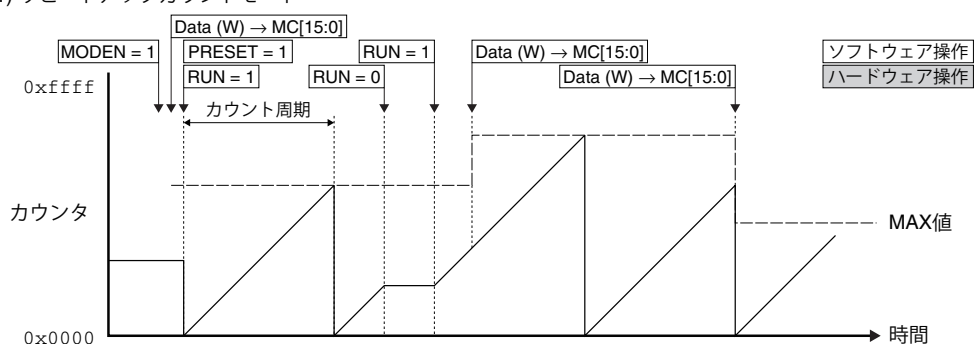 Data (W) → MC[15:0]
MODEN = 1
PRESET = 1
RUN = 1
Data (W) → MC[15:0]
ソフトウェア操作
RUN = 1
RUN = 0
Data (W) → MC[15:0]
ハードウェア操作
0xffff
カウント周期
カウンタ
MAX値
0x0000
時間